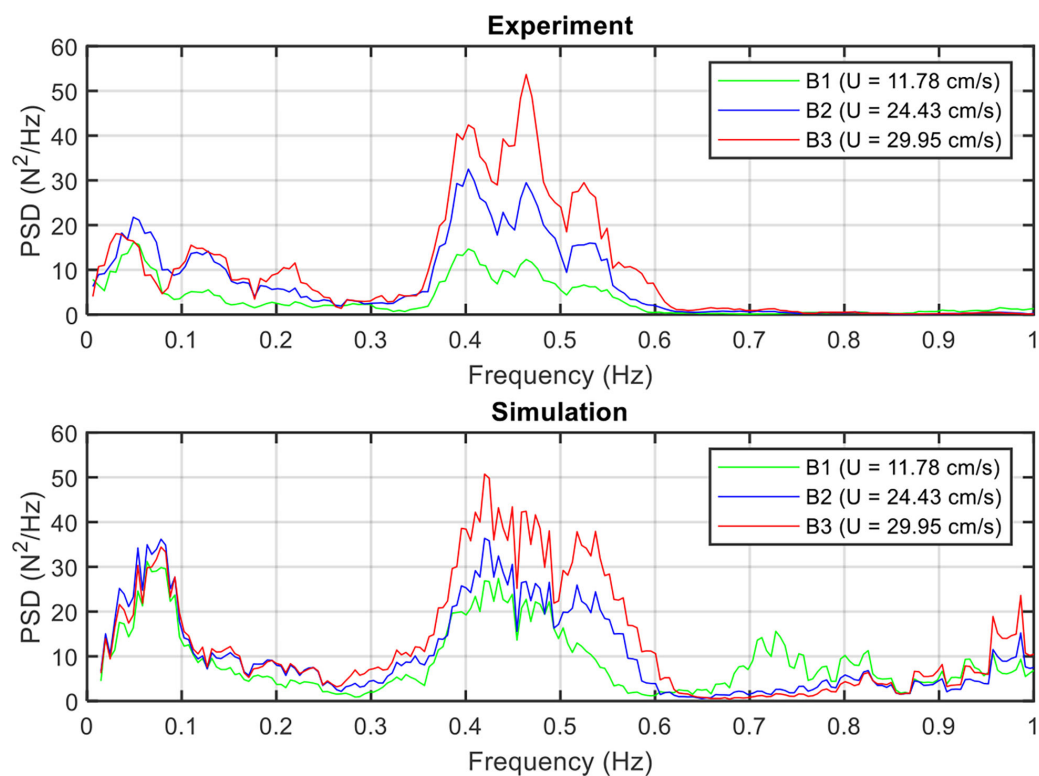 Experiment
60
50
40
30
20
10
0
PSD (N²/Hz)
B1 (U = 11.78 cm/s)
B2 (U = 24.43 cm/s)
B3 (U = 29.95 cm/s)
0 0.1 0.2 0.3 0.4 0.5 0.6 0.7 0.8 0.9 1
Frequency (Hz)
Simulation
60
50
40
30
20
10
0
PSD (N²/Hz)
B1 (U = 11.78 cm/s)
B2 (U = 24.43 cm/s)
B3 (U = 29.95 cm/s)
0 0.1 0.2 0.3 0.4 0.5 0.6 0.7 0.8 0.9 1
Frequency (Hz)